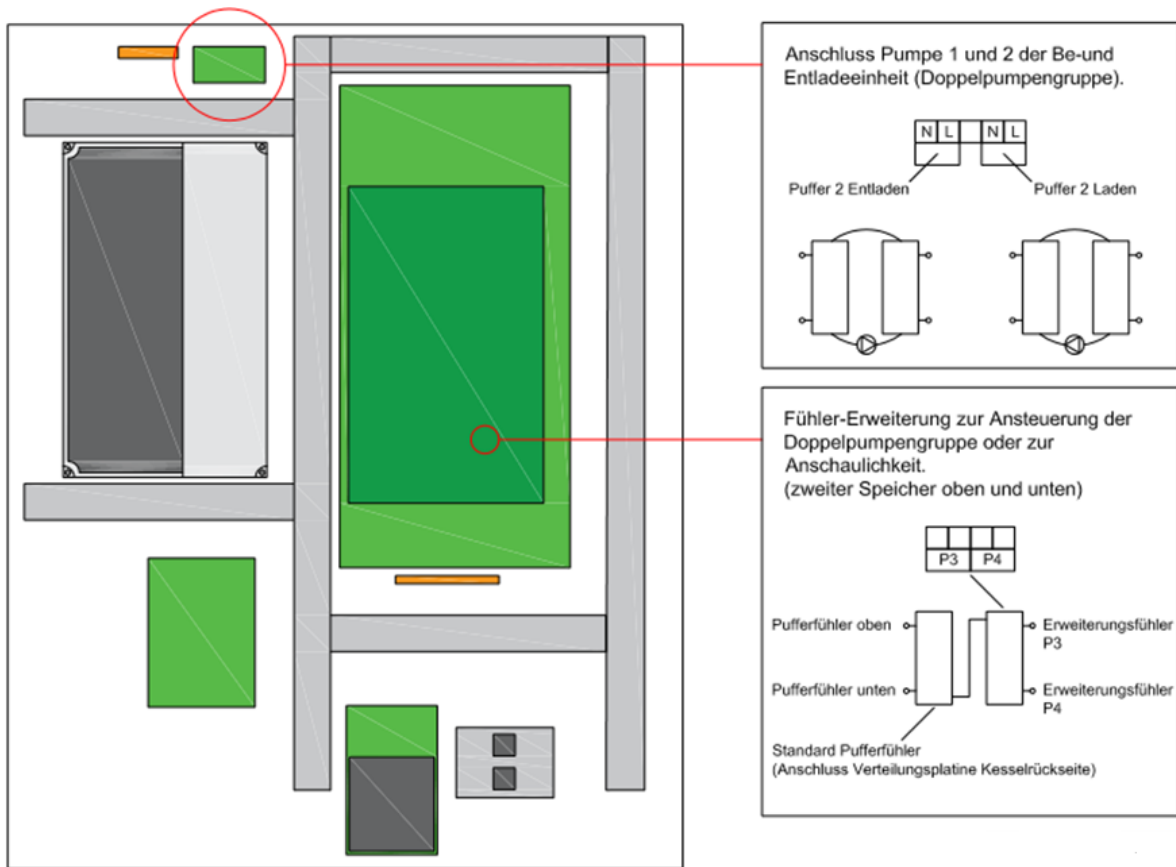 Anschluss Pumpe 1 und 2 der Be-und
Entladeeinheit (Doppelpumpengruppe).
N L N L
Puffer 2 Entladen Puffer 2 Laden
Fühler-Erweiterung zur Ansteuerung der
Doppelpumpengruppe oder zur
Anschaulichkeit.
(zweiter Speicher oben und unten)
P3 P4
Pufferfühler oben Erweiterungsfühler
P3
Pufferfühler unten Erweiterungsfühler
P4
Standard Pufferfühler
(Anschluss Verteilungsplatine Kesselrückseite)